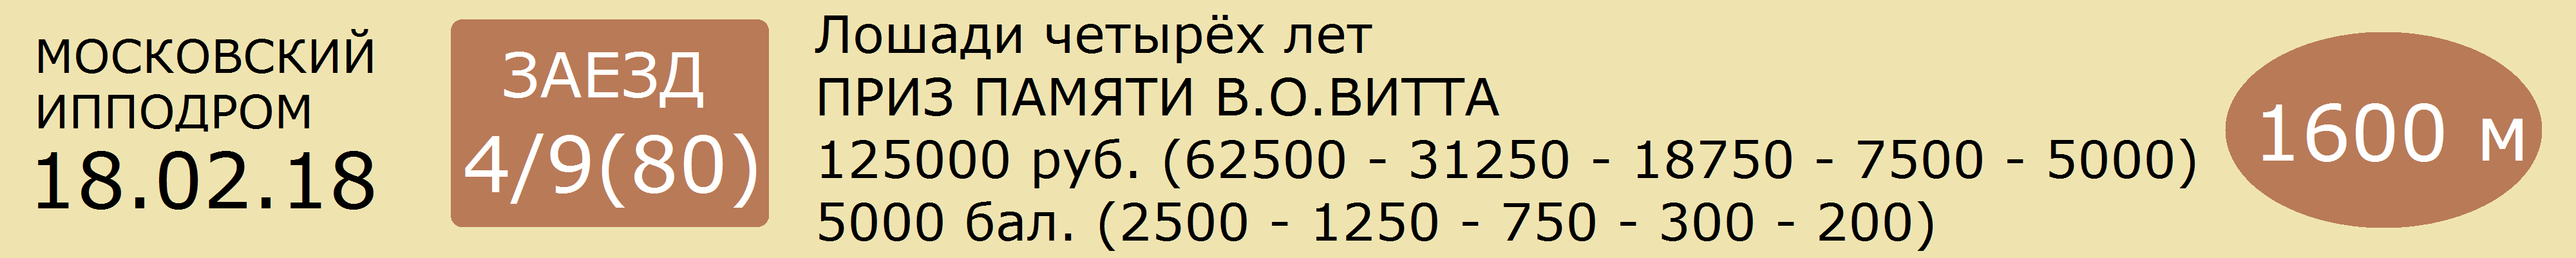 МОСКОВСКИЙ
ИППОДРОМ
18.02.18
ЗАЕЗД
4/9(80)
Лошади четырёх лет
ПРИЗ ПАМЯТИ В.О.ВИТТА
125000 руб. (62500 - 31250 - 18750 - 7500 - 5000)
5000 бал. (2500 - 1250 - 750 - 300 - 200)
1600 м